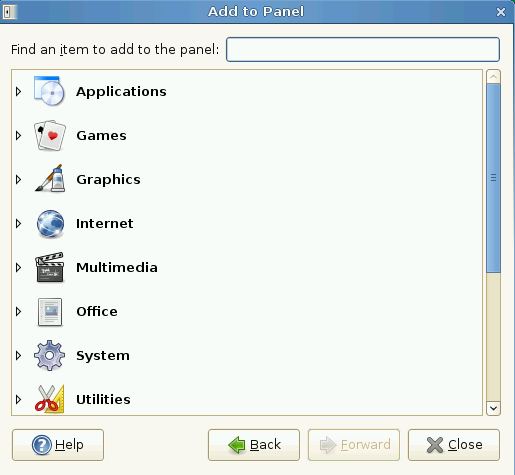 Add to Panel
Find an item to add to the panel:
Applications
Games
Graphics
Internet
Multimedia
Office
System
Utilities
Help Back Forward Close